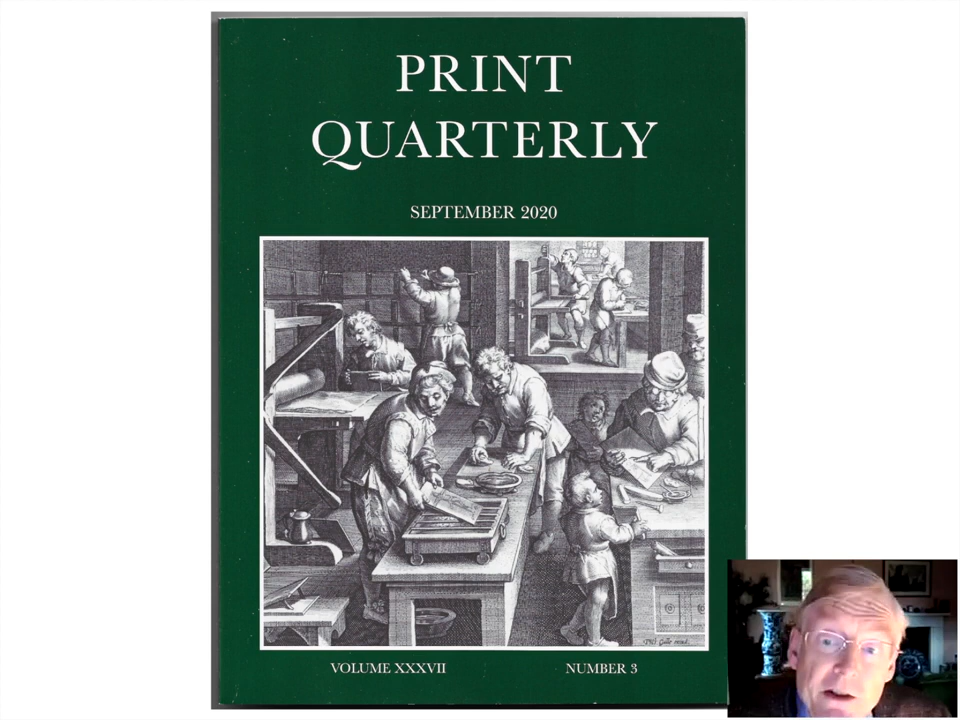 PRINT
QUARTERLY
SEPTEMBER 2020
VOLUME XXXVII
NUMBER 3